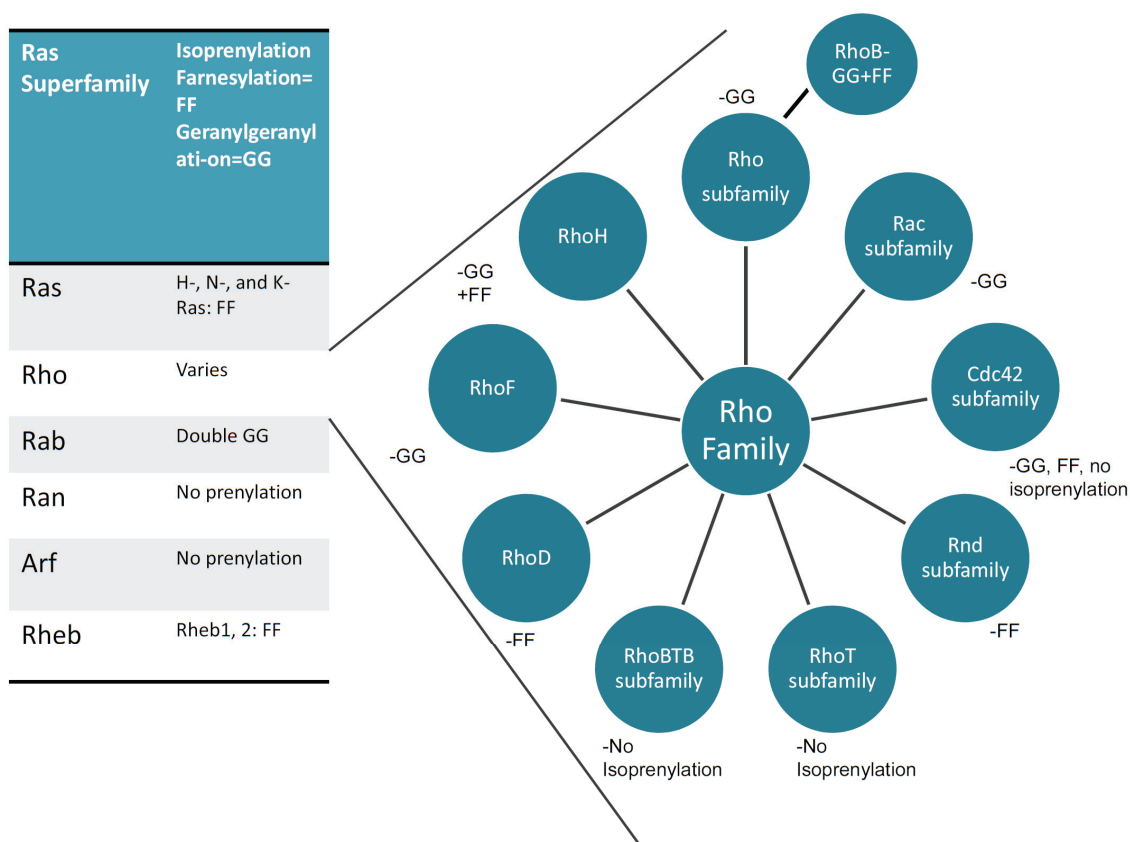 Ras
Superfamily
Isoprenylation
Farnesylation=
FF
Geranylgeranyl
ati-on=GG
Ras
H-, N-, and K-
Ras: FF
Rho
Varies
Rab
Double GG
Ran
No prenylation
Arf
No prenylation
Rheb
Rheb1, 2: FF
RhoB-
GG+FF
-GG
Rho
subfamily
Rac
subfamily
-GG
Cdc42
subfamily
-GG, FF, no
isoprenylation
Rnd
subfamily
-FF
RhoT
subfamily
-No
Isoprenylation
RhoBTB
subfamily
-No
Isoprenylation
RhoD
-FF
RhoF
-GG
RhoH
-GG
+FF
Rho
Family